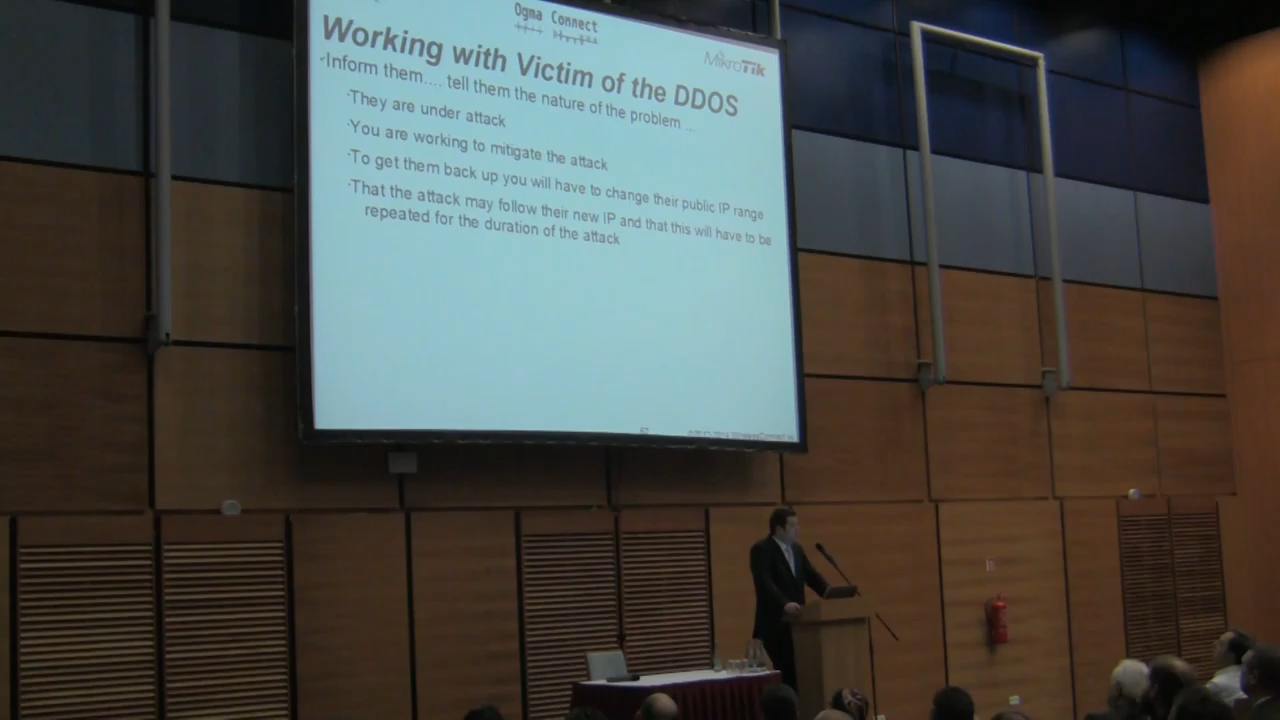 Ogma Connect
MikroTik
Working with Victim of the DDOS
Inform them.... tell them the nature of the problem ...
They are under attack
You are working to mitigate the attack
To get them back up you will have to change their public IP range
That the attack may follow their new IP and that this will have to be
repeated for the duration of the attack